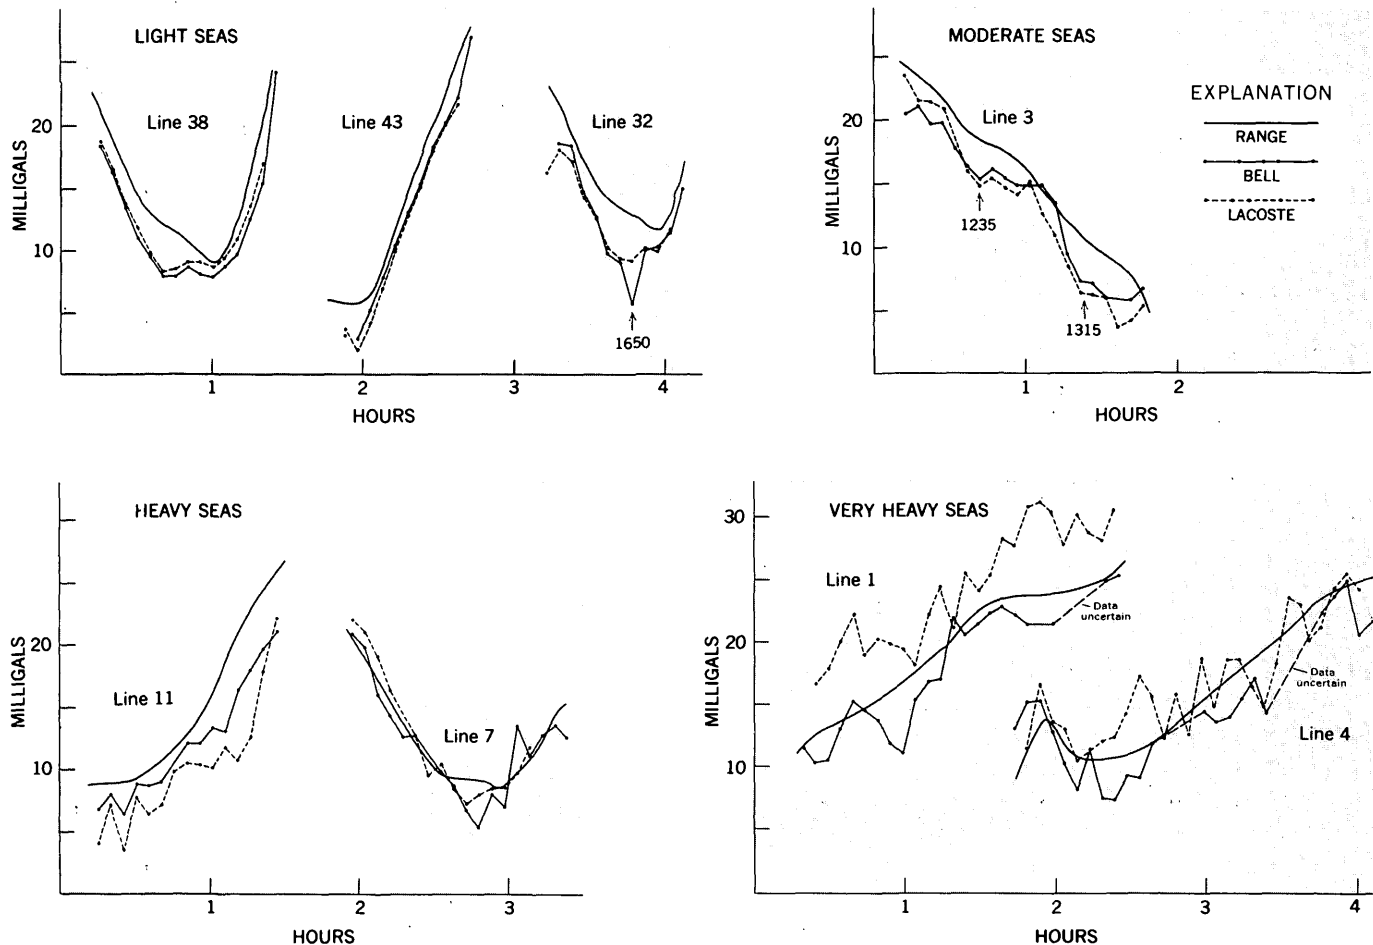 LIGHT SEAS
MILLIGALS
20
10
Line 38
Line 43
Line 32
1650
1
2
3
4
HOURS
MODERATE SEAS
MILLIGALS
20
10
Line 3
1235
1315
1
2
HOURS
EXPLANATION
RANGE
BELL
LACOSTE
HEAVY SEAS
MILLIGALS
20
10
Line 11
Line 7
1
2
3
HOURS
VERY HEAVY SEAS
MILLIGALS
30
20
10
Line 1
Data
uncertain
Data
uncertain
Line 4
1
2
3
4
HOURS